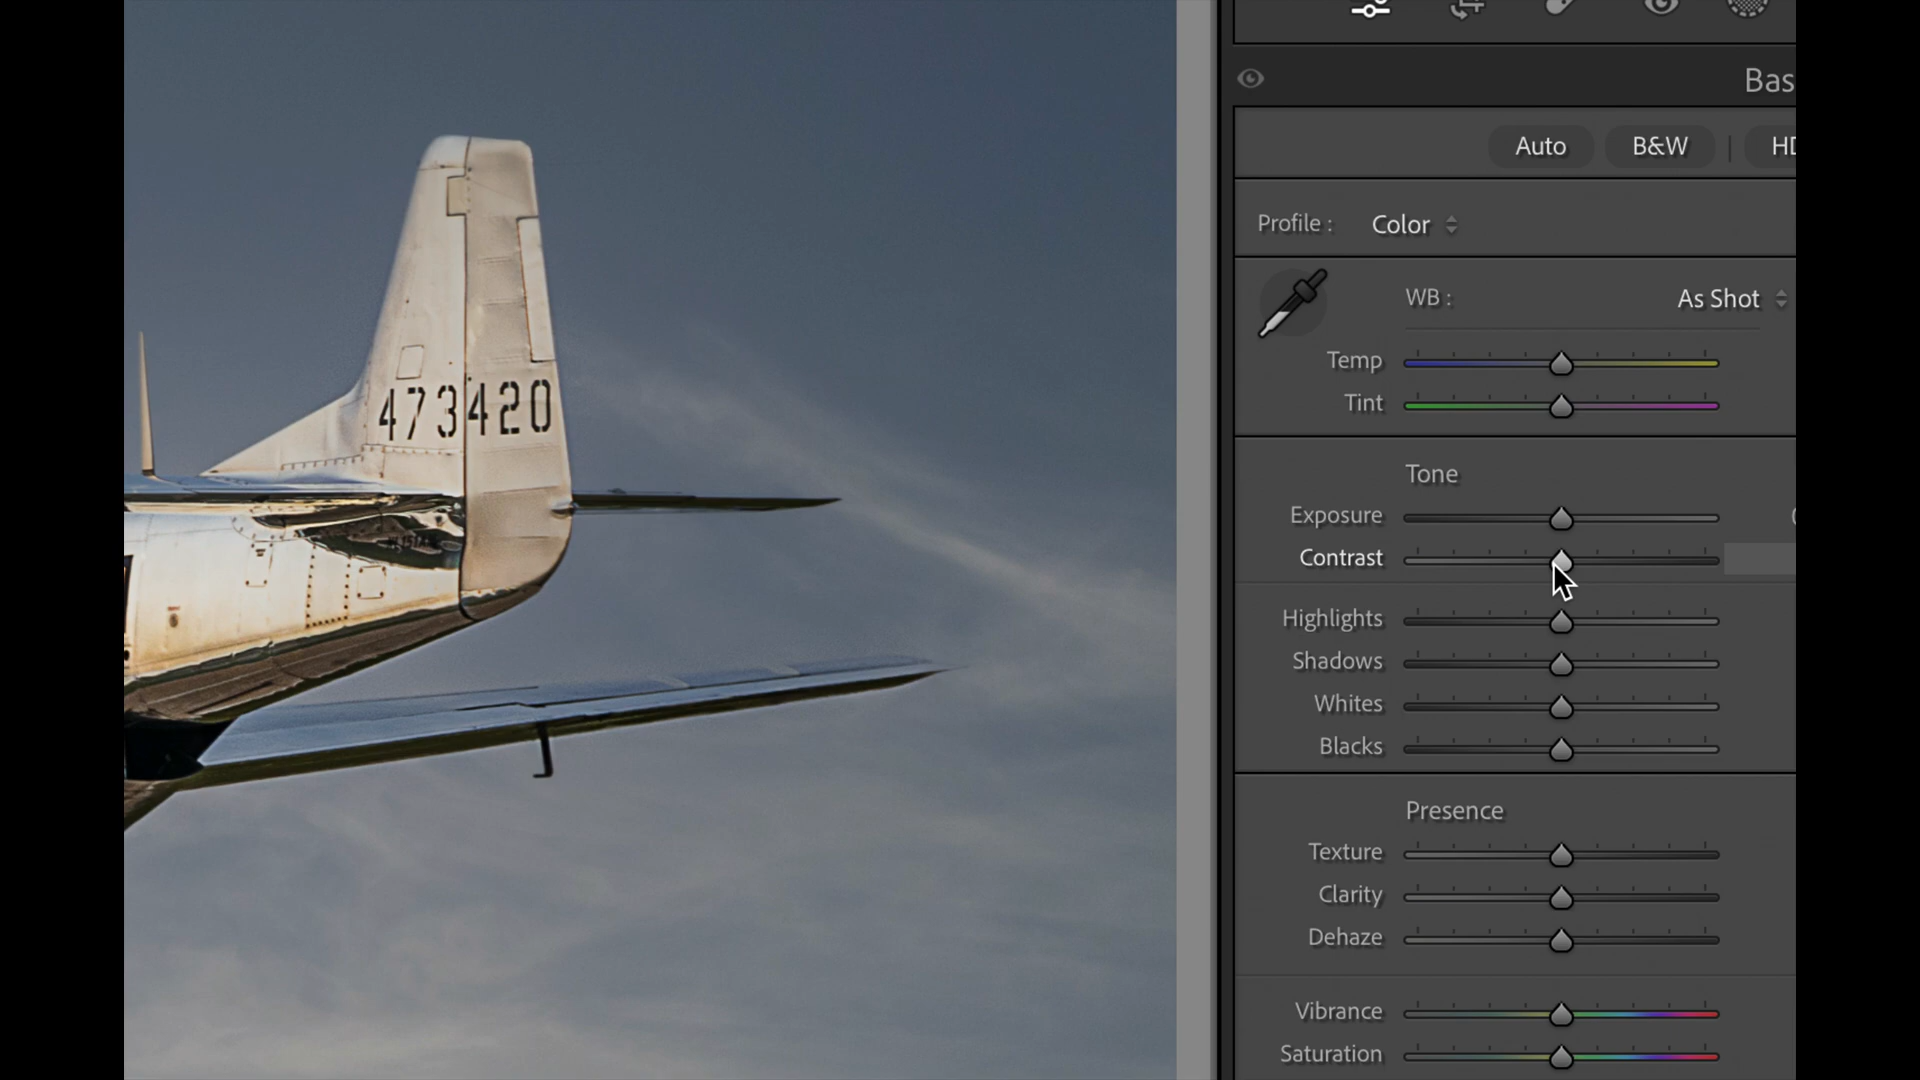 Bas
Auto B&W | HD
Profile : Color
WB : As Shot
Temp
Tint
473420
Tone
Exposure
Contrast
Highlights
Shadows
Whites
Blacks
Presence
Texture
Clarity
Dehaze
Vibrance
Saturation